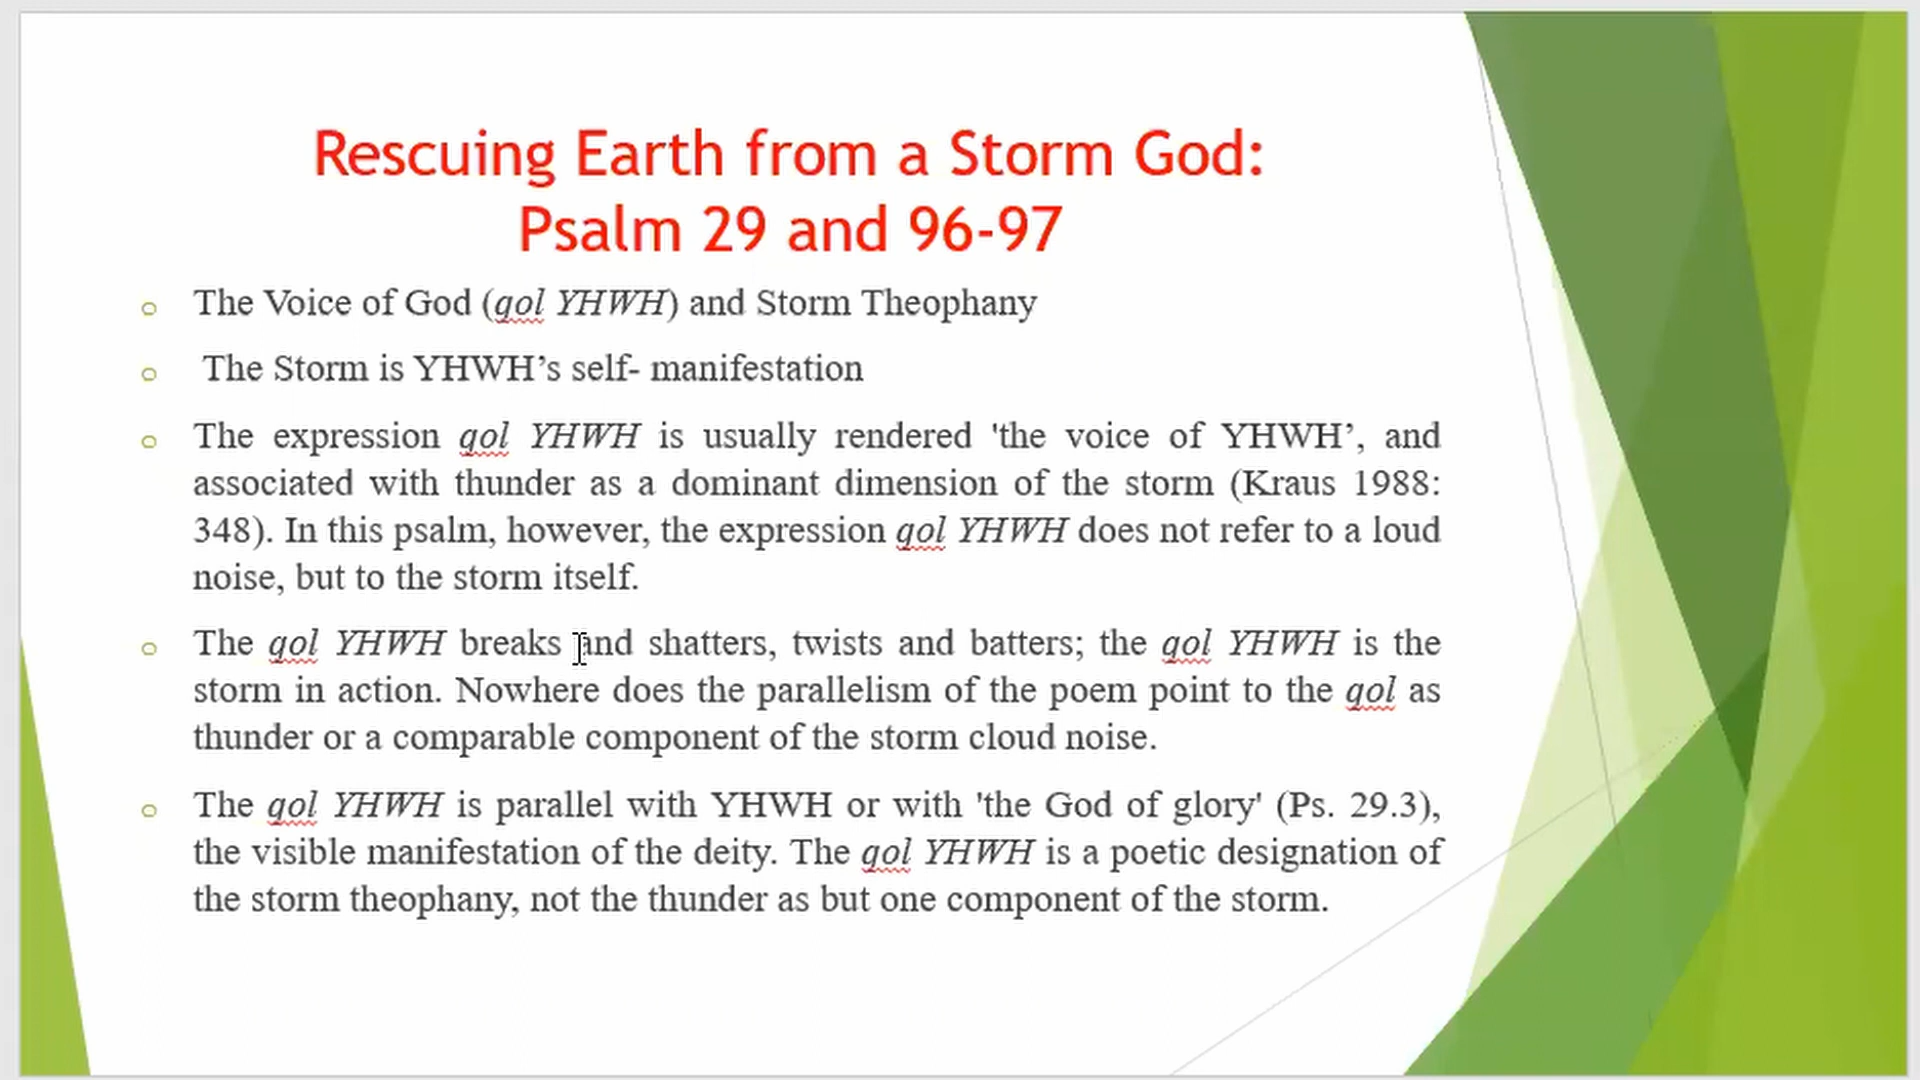 Rescuing Earth from a Storm God:
Psalm 29 and 96-97
The Voice of God (qol YHWH) and Storm Theophany
The Storm is YHWH’s self- manifestation
The expression qol YHWH is usually rendered 'the voice of YHWH’, and
associated with thunder as a dominant dimension of the storm (Kraus 1988:
348). In this psalm, however, the expression qol YHWH does not refer to a loud
noise, but to the storm itself.
The qol YHWH breaks and shatters, twists and batters; the qol YHWH is the
storm in action. Nowhere does the parallelism of the poem point to the qol as
thunder or a comparable component of the storm cloud noise.
The qol YHWH is parallel with YHWH or with 'the God of glory' (Ps. 29.3),
the visible manifestation of the deity. The qol YHWH is a poetic designation of
the storm theophany, not the thunder as but one component of the storm.